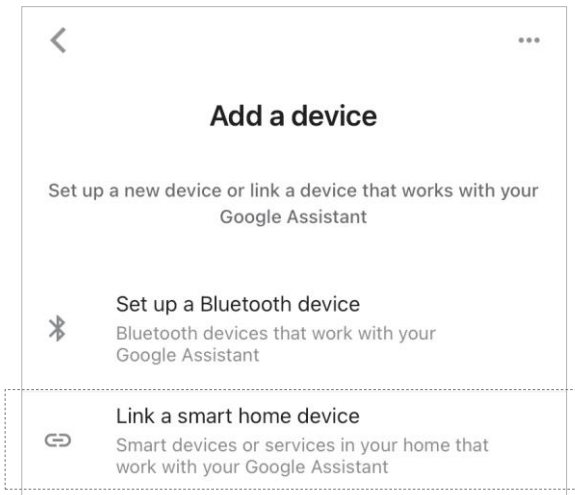 Add a device
Set up a new device or link a device that works with your
Google Assistant
Set up a Bluetooth device
Bluetooth devices that work with your
Google Assistant
Link a smart home device
Smart devices or services in your home that
work with your Google Assistant